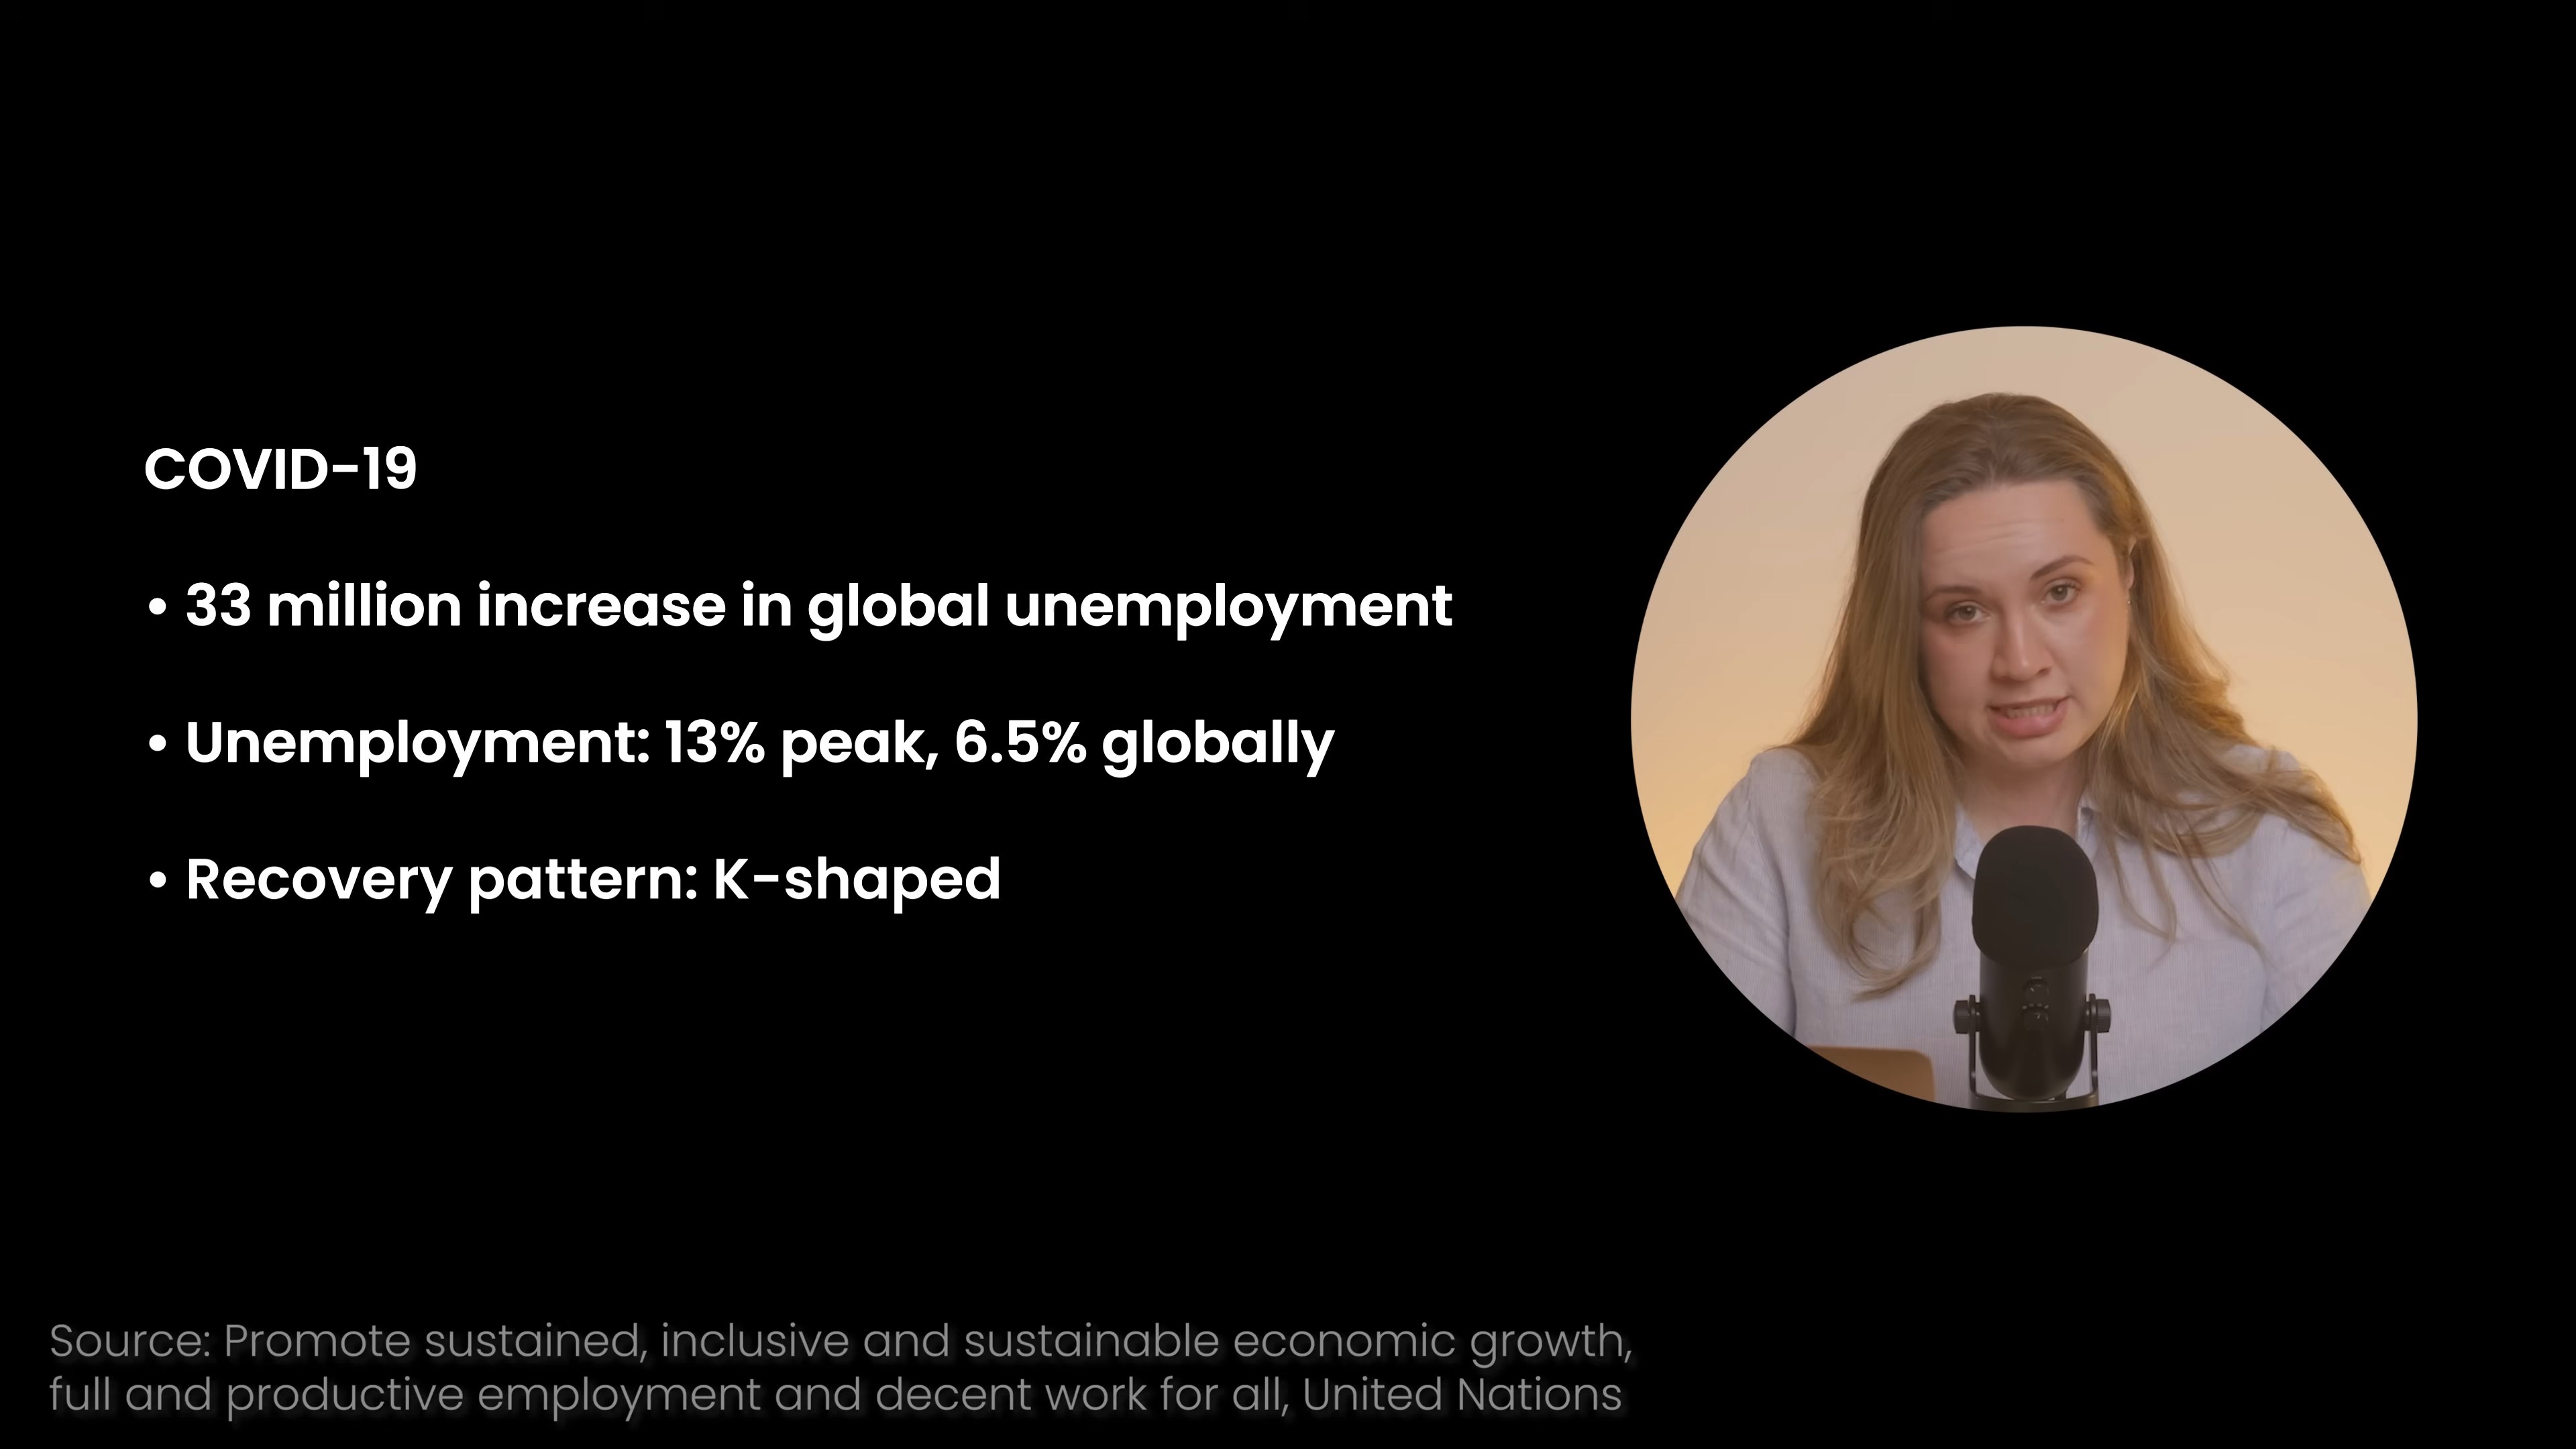 COVID-19
• 33 million increase in global unemployment
• Unemployment: 13% peak, 6.5% globally
• Recovery pattern: K-shaped
Source: Promote sustained, inclusive and sustainable economic growth,
full and productive employment and decent work for all, United Nations